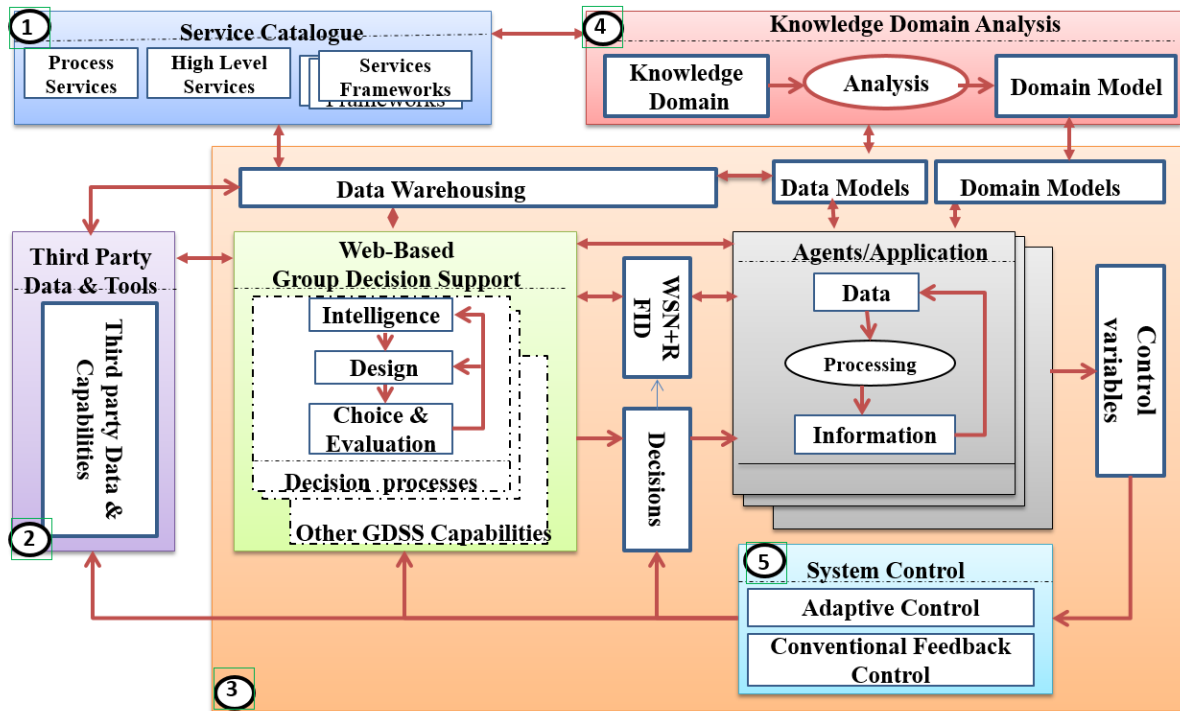 1
Service Catalogue
Process
Services
High Level
Services
Services
Frameworks
Frameworks
4
Knowledge Domain Analysis
Knowledge
Domain
Analysis
Domain Model
Data Warehousing
Data Models
Domain Models
Third Party
Data & Tools
Third party Data &
Capabilities
2
Web-Based
Group Decision Support
Intelligence
Design
Choice &
Evaluation
Decision processes
Other GDSS Capabilities
WSN+R
FID
Decisions
Agents/Application
Data
Processing
Information
Control
variables
5
System Control
Adaptive Control
Conventional Feedback
Control
3